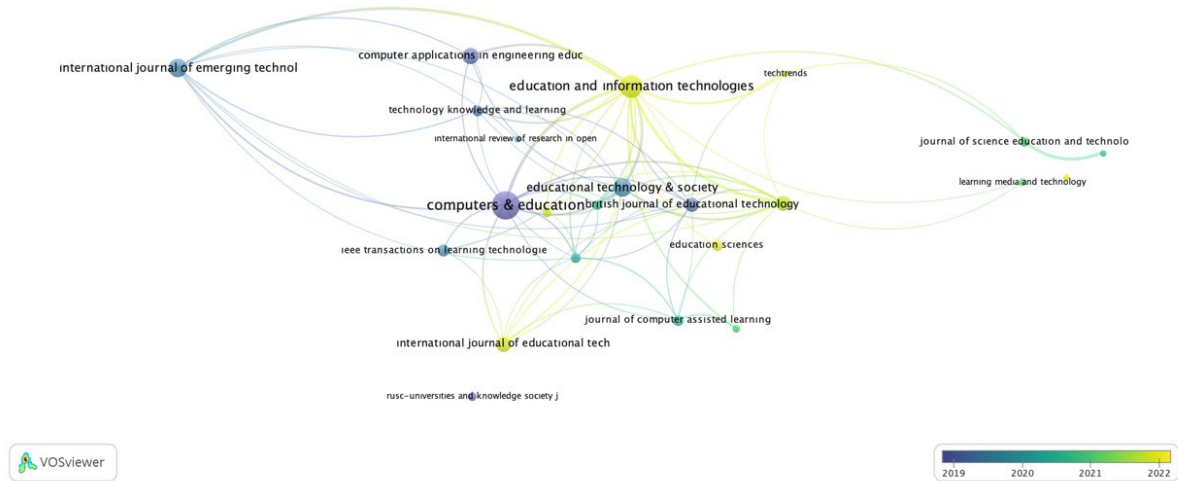 computer applications in engineering educ
international journal of emerging technol
techtrends
education and information technologies
technology knowledge and learning
international review of research in open
journal of science education and technolo
learning media and technology
educational technology & society
computers & education
british journal of educational technology
education sciences
ieee transactions on learning technologie
journal of computer assisted learning
international journal of educational tech
rusc-universities and knowledge society j
VOSviewer
2019 2020 2021 2022